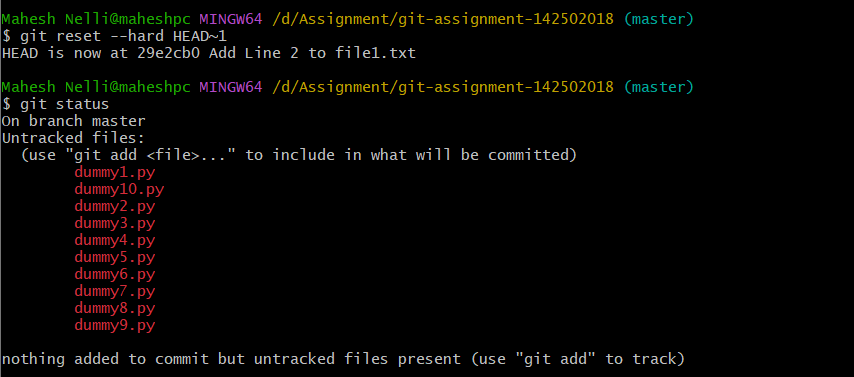 Mahesh Nelli@maheshpc MINGW64 /d/Assignment/git-assignment-142502018 (master)
$ git reset --hard HEAD~1
HEAD is now at 29e2cb0 Add Line 2 to file1.txt
Mahesh Nelli@maheshpc MINGW64 /d/Assignment/git-assignment-142502018 (master)
$ git status
On branch master
Untracked files:
  (use "git add <file>..." to include in what will be committed)
        dummy1.py
        dummy10.py
        dummy2.py
        dummy3.py
        dummy4.py
        dummy5.py
        dummy6.py
        dummy7.py
        dummy8.py
        dummy9.py
nothing added to commit but untracked files present (use "git add" to track)